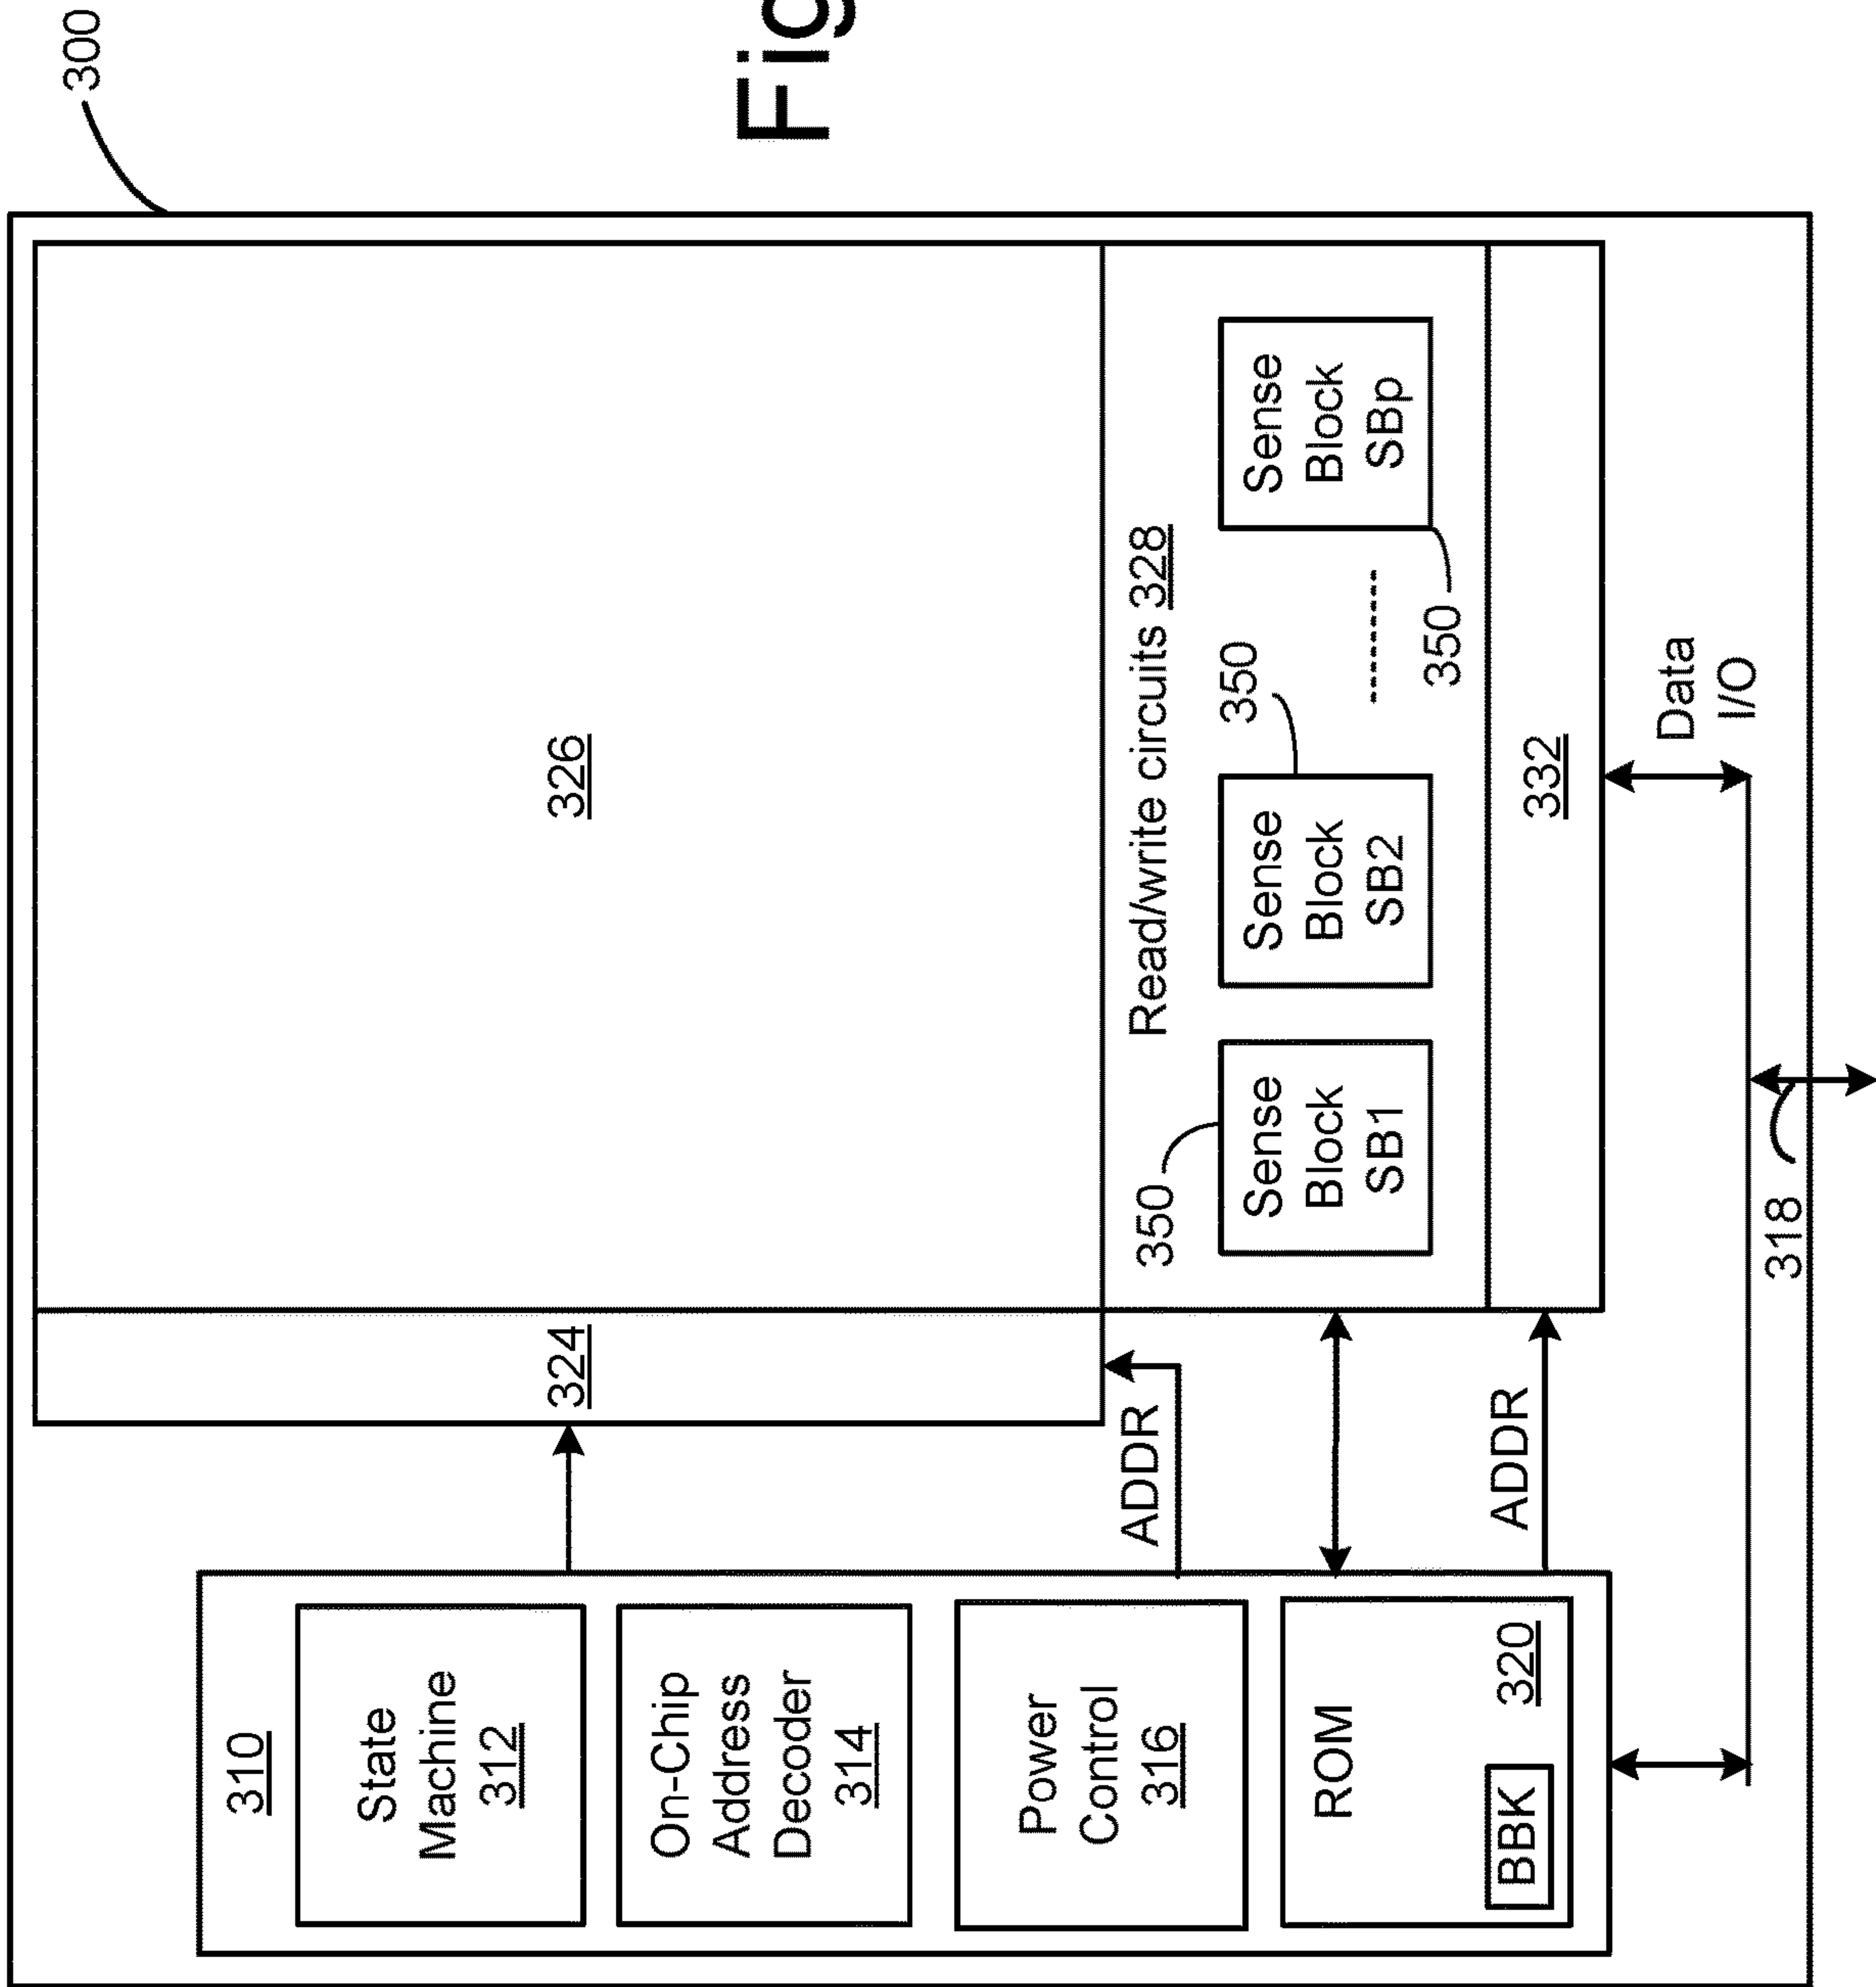 300
310
State
Machine
312
On-Chip
Address
Decoder
314
Power
Control
316
ROM
320
BBK
324
326
ADDR
Read/write circuits 328
350
Sense
Block
SB1
350
Sense
Block
SB2
---------
350
Sense
Block
SBp
ADDR
332
Data
I/O
318
Fig